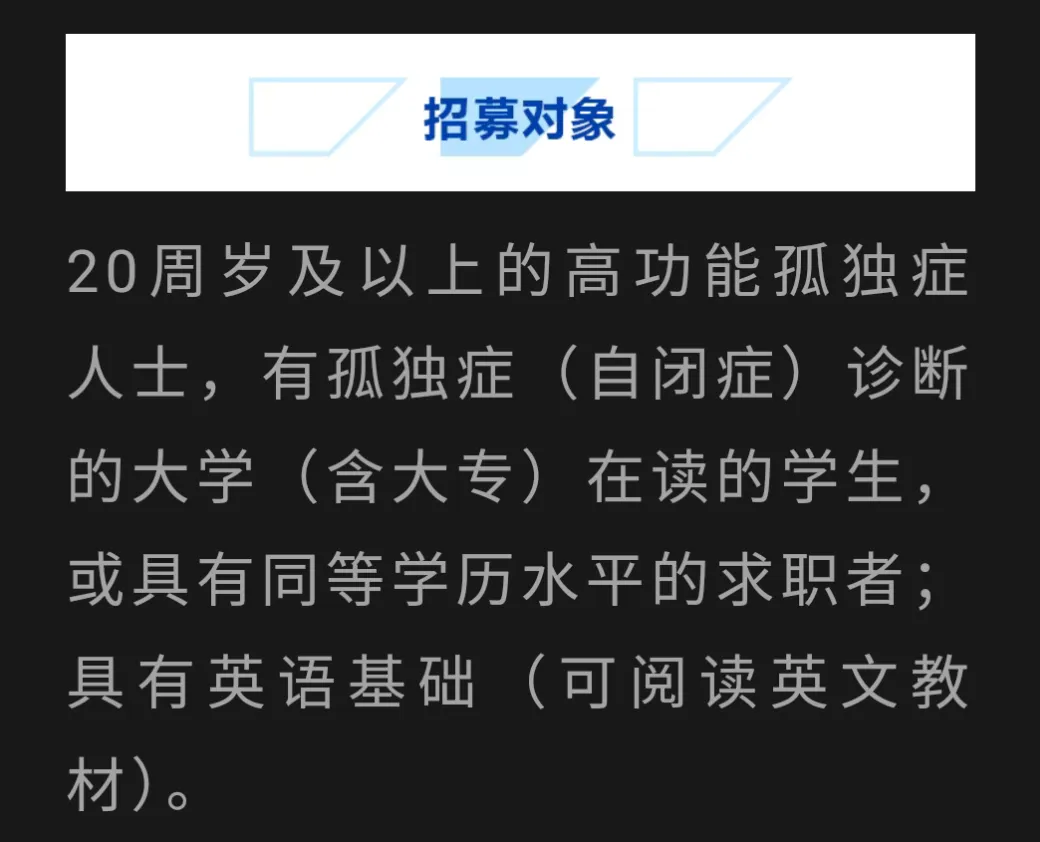 招募对象
20周岁及以上的高功能孤独症
人士，有孤独症（自闭症）诊断
的大学（含大专）在读的学生，
或具有同等学历水平的求职者；
具有英语基础（可阅读英文教
材）。